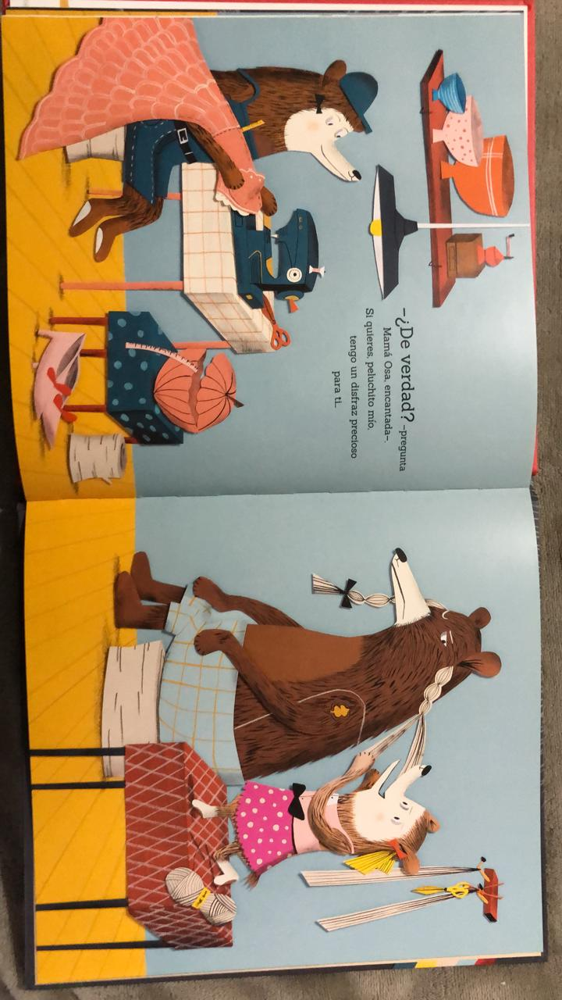 –¿De verdad? –pregunta
Mamá Osa, encantada–.
Si quieres, peluchito mío,
tengo un disfraz precioso
para ti.